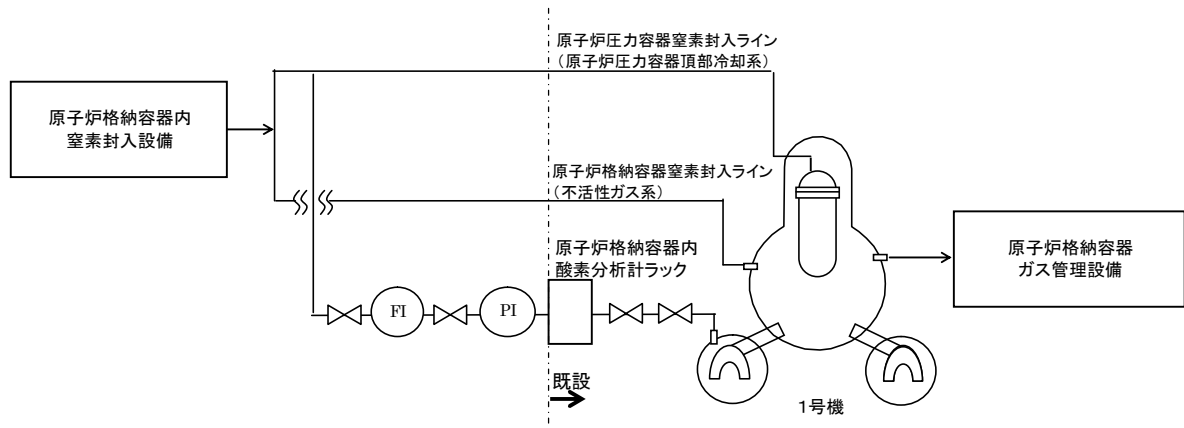 原子炉圧力容器窒素封入ライン
（原子炉圧力容器頂部冷却系）
原子炉格納容器内
窒素封入設備
原子炉格納容器窒素封入ライン
（不活性ガス系）
原子炉格納容器内
酸素分析計ラック
原子炉格納容器
ガス管理設備
FI
PI
既設
1号機